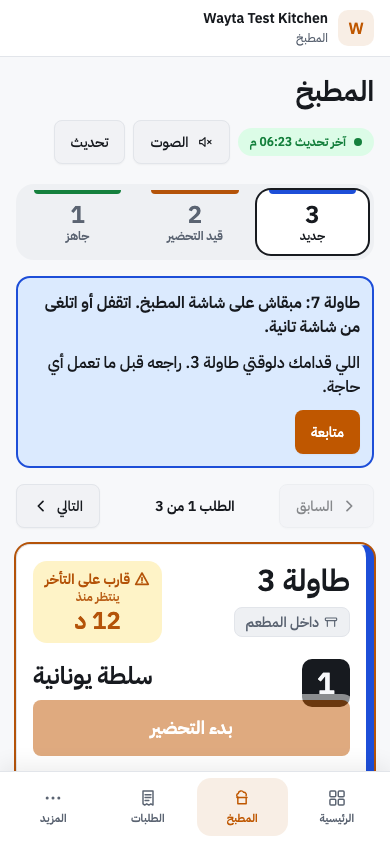 Wayta Test Kitchen
المطبخ
W
المطبخ
آخر تحديث 06:23 م
الصوت
تحديث
3
جديد
2
قيد التحضير
1
جاهز
طاولة 7: مبقاش على شاشة المطبخ. اتقفل أو اتلغى
من شاشة تانية.
اللي قدامك دلوقتي طاولة 3. راجعه قبل ما تعمل أي
حاجة.
متابعة
السابق
الطلب 1 من 3
التالي
طاولة 3
داخل المطعم
قارب على التأخر
ينتظر منذ
12 د
1
سلطة يونانية
بدء التحضير
الرئيسية
المطبخ
الطلبات
المزيد